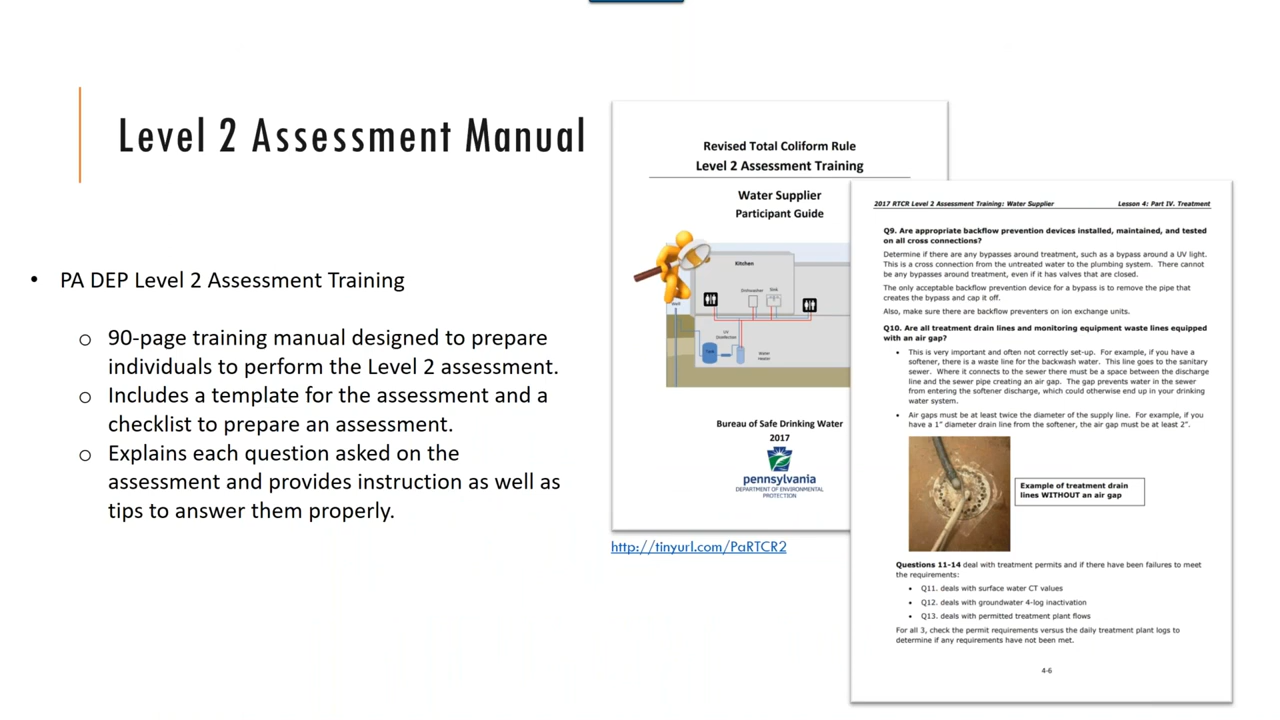 Level 2 Assessment Manual
• PA DEP Level 2 Assessment Training
o 90-page training manual designed to prepare
individuals to perform the Level 2 assessment.
o Includes a template for the assessment and a
checklist to prepare an assessment.
o Explains each question asked on the
assessment and provides instruction as well as
tips to answer them properly.
Revised Total Coliform Rule
Level 2 Assessment Training
Water Supplier
Participant Guide
Kitchen
Dishwasher
Sink
Well
UV
Disinfection
Tank
Water
Heater
Bureau of Safe Drinking Water
2017
pennsylvania
DEPARTMENT OF ENVIRONMENTAL
PROTECTION
http://tinyurl.com/PaRTCR2
2017 RTCR Level 2 Assessment Training: Water Supplier Lesson 4: Part IV. Treatment
Q9. Are appropriate backflow prevention devices installed, maintained, and tested
on all cross connections?
Determine if there are any bypasses around treatment, such as a bypass around a UV light.
This is a cross connection from the untreated water to the plumbing system. There cannot
be any bypasses around treatment, even if it has valves that are closed.
The only acceptable backflow prevention device for a bypass is to remove the pipe that
creates the bypass and cap it off.
Also, make sure there are backflow preventers on ion exchange units.
Q10. Are all treatment drain lines and monitoring equipment waste lines equipped
with an air gap?
• This is very important and often not correctly set-up. For example, if you have a
softener, there is a waste line for the backwash water. This line goes to the sanitary
sewer. Where it connects to the sewer there must be a space between the discharge
line and the sewer pipe creating an air gap. The gap prevents water in the sewer
from entering the softener discharge, which could otherwise end up in your drinking
water system.
• Air gaps must be at least twice the diameter of the supply line. For example, if you
have a 1" diameter drain line from the softener, the air gap must be at least 2".
Example of treatment drain
lines WITHOUT an air gap
Questions 11-14 deal with treatment permits and if there have been failures to meet
the requirements:
• Q11. deals with surface water CT values
• Q12. deals with groundwater 4-log inactivation
• Q13. deals with permitted treatment plant flows
For all 3, check the permit requirements versus the daily treatment plant logs to
determine if any requirements have not been met.
4-6